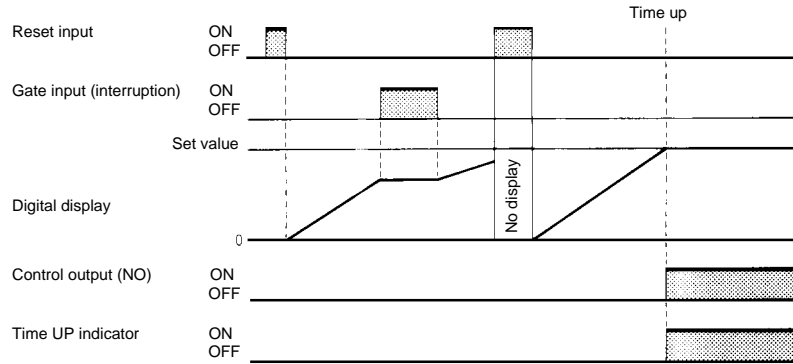 Time up
Reset input ON
OFF
Gate input (interruption) ON
OFF
Set value
No display
Digital display
0
Control output (NO) ON
OFF
Time UP indicator ON
OFF